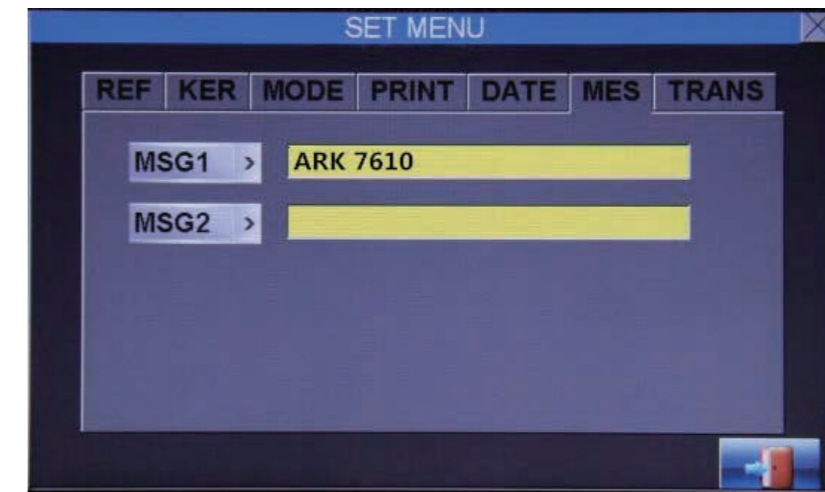 SET MENU
REF KER MODE PRINT DATE MES TRANS
MSG1 > ARK 7610
MSG2 >